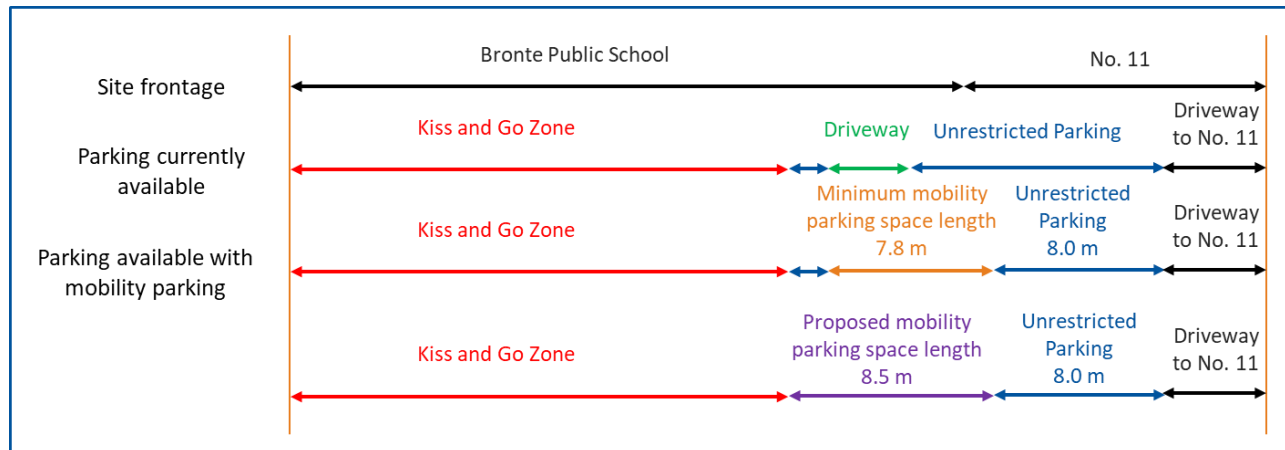 Bronte Public School
No. 11
Site frontage
Kiss and Go Zone
Driveway
Unrestricted Parking
Driveway
to No. 11
Parking currently
available
Kiss and Go Zone
Minimum mobility
parking space length
7.8 m
Unrestricted
Parking
8.0 m
Driveway
to No. 11
Parking available with
mobility parking
Kiss and Go Zone
Proposed mobility
parking space length
8.5 m
Unrestricted
Parking
8.0 m
Driveway
to No. 11